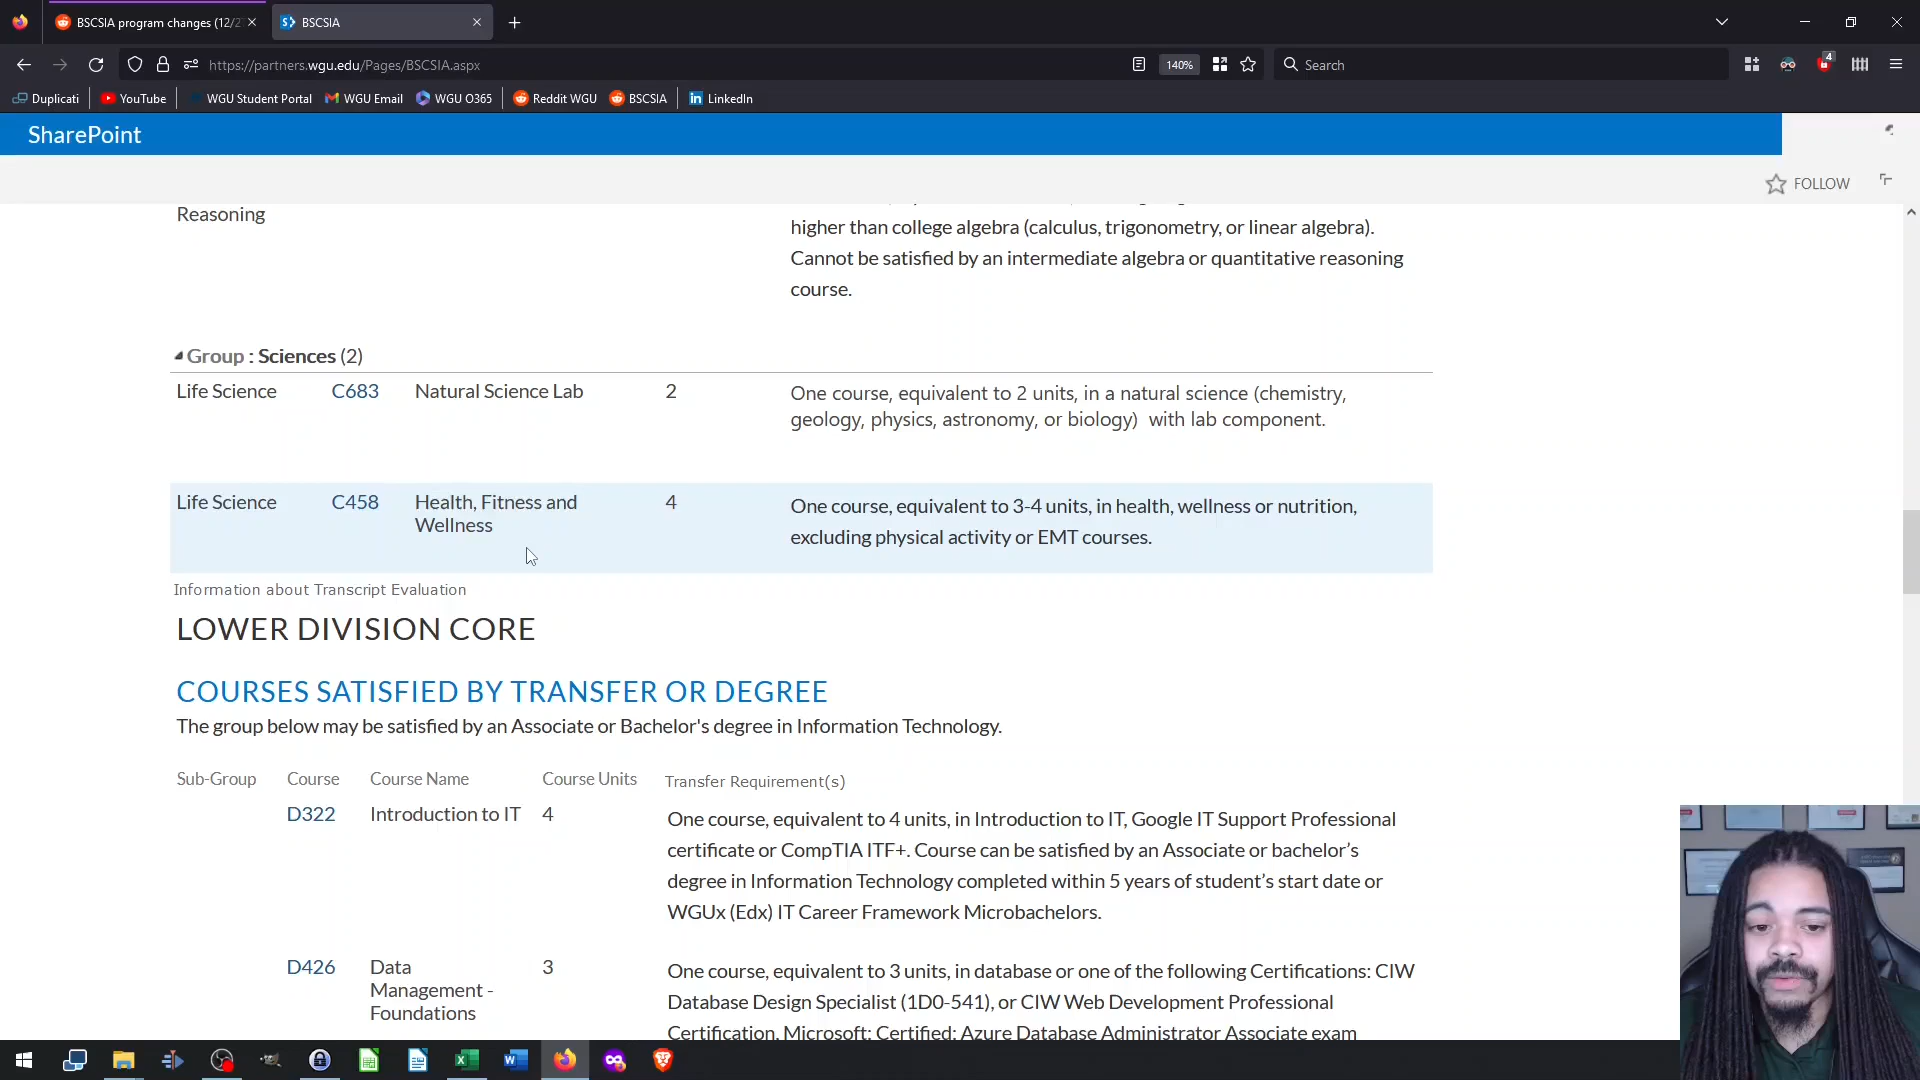 BSCSIA program changes (12/2
BSCSIA
https://partners.wgu.edu/Pages/BSCSIA.aspx
140%
Search
4
Duplicati
YouTube
WGU Student Portal
WGU Email
WGU O365
Reddit WGU
BSCSIA
LinkedIn
SharePoint
FOLLOW
Reasoning
higher than college algebra (calculus, trigonometry, or linear algebra).
Cannot be satisfied by an intermediate algebra or quantitative reasoning
course.
Group : Sciences (2)
Life Science C683 Natural Science Lab 2 One course, equivalent to 2 units, in a natural science (chemistry,
geology, physics, astronomy, or biology) with lab component.
Life Science C458 Health, Fitness and 4 One course, equivalent to 3-4 units, in health, wellness or nutrition,
Wellness excluding physical activity or EMT courses.
Information about Transcript Evaluation
LOWER DIVISION CORE
COURSES SATISFIED BY TRANSFER OR DEGREE
The group below may be satisfied by an Associate or Bachelor's degree in Information Technology.
Sub-Group Course Course Name Course Units Transfer Requirement(s)
D322 Introduction to IT 4 One course, equivalent to 4 units, in Introduction to IT, Google IT Support Professional
certificate or CompTIA ITF+. Course can be satisfied by an Associate or bachelor's
degree in Information Technology completed within 5 years of student's start date or
WGUx (Edx) IT Career Framework Microbachelors.
D426 Data 3 One course, equivalent to 3 units, in database or one of the following Certifications: CIW
Management - Database Design Specialist (1D0-541), or CIW Web Development Professional
Foundations Certification, Microsoft: Certified: Azure Database Administrator Associate exam